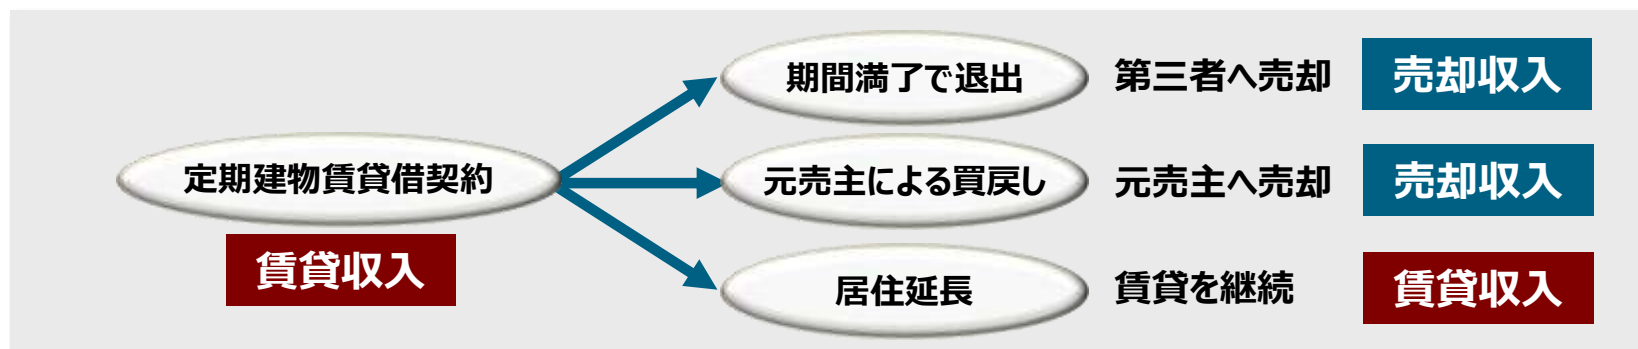 定期建物賃貸借契約
賃貸収入
期間満了で退出
第三者へ売却
売却収入
元売主による買戻し
元売主へ売却
売却収入
居住延長
賃貸を継続
賃貸収入